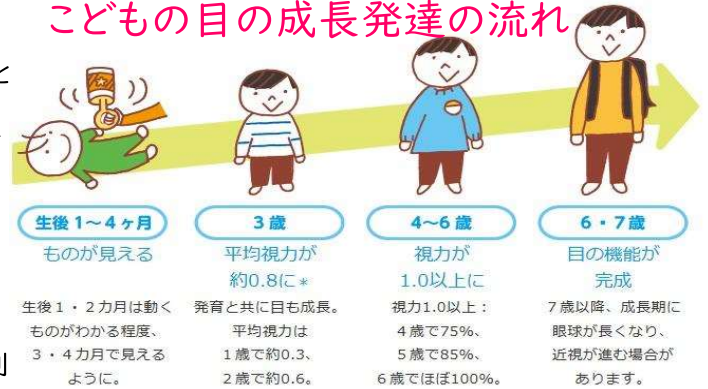 こどもの目の成長発達の流れ
と
生後1~4ヶ月
ものが見える
生後1・2カ月は動く
ものがわかる程度、
3・4カ月で見える
ように。
3歳
平均視力が
約0.8に*
発育と共に目も成長。
平均視力は
1歳で約0.3、
2歳で約0.6。
4~6歳
視力が
1.0以上に
視力1.0以上：
4歳で75%、
5歳で85%、
6歳でほぼ100%。
6・7歳
目の機能が
完成
7歳以降、成長期に
眼球が長くなり、
近視が進む場合が
あります。